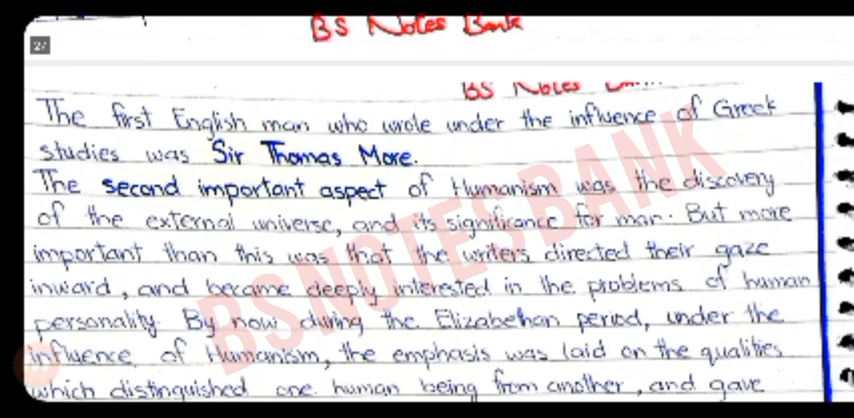 BS Notes Bank
27
BS Notes
The first English man who wrote under the influence of Greek
studies was Sir Thomas More.
The second important aspect of Humanism was the discovery
of the external universe, and its significance for man. But more
important than this was that the writers directed their gaze
inward, and became deeply interested in the problems of human
personality. By now during the Elizabethan period, under the
influence of Humanism, the emphasis was laid on the qualities
which distinguished one human being from another, and gave
BSNOTESBANK